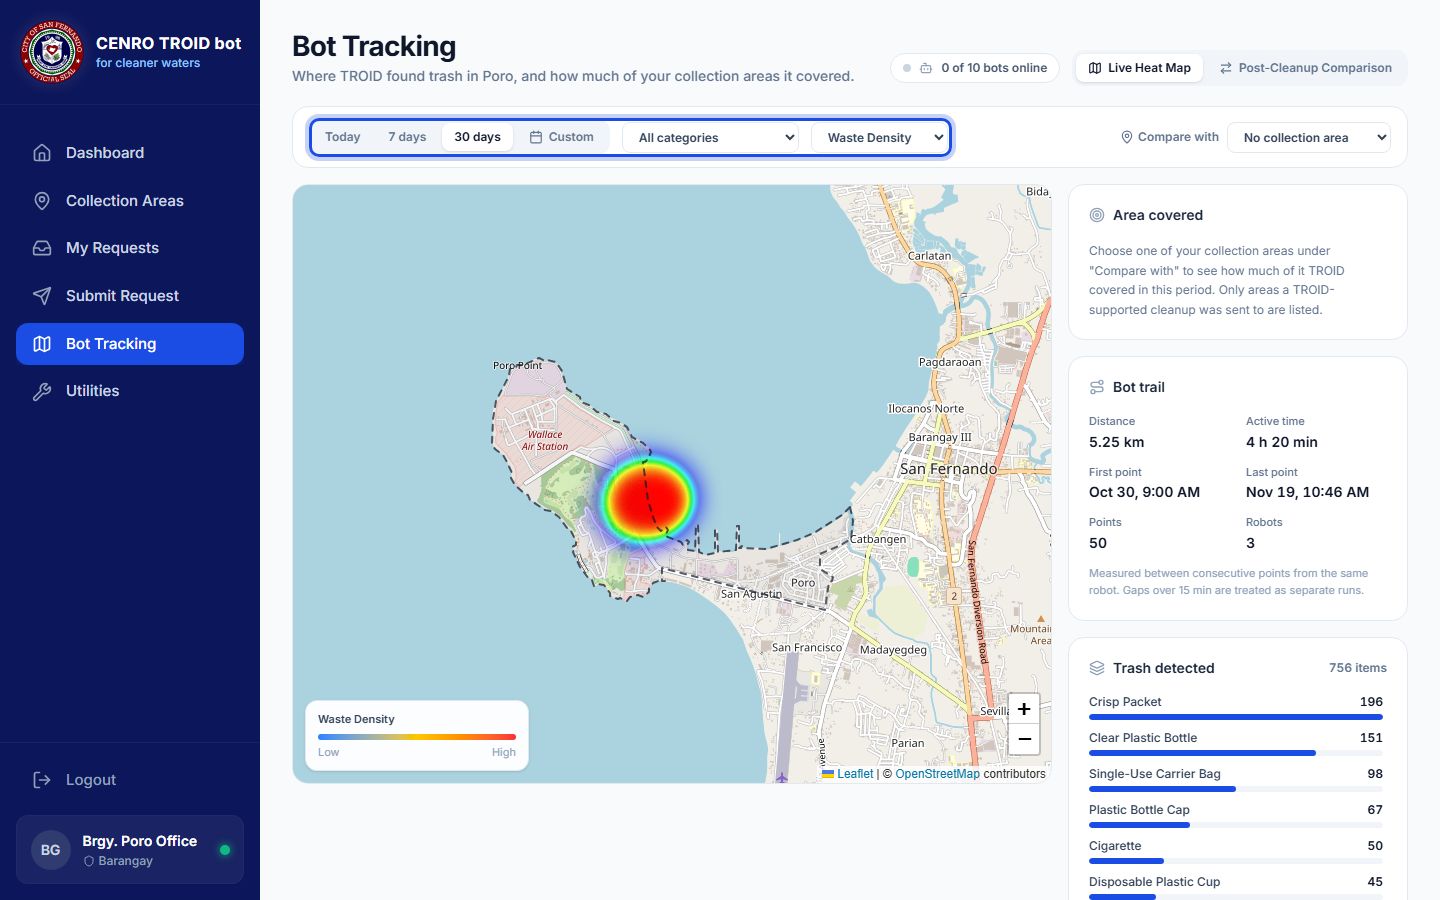 CITY OF SAN FERNANDO
OFFICIAL SEAL
CENRO TROID bot
for cleaner waters
Dashboard
Collection Areas
My Requests
Submit Request
Bot Tracking
Utilities
Logout
BG
Brgy. Poro Office
Barangay
Bot Tracking
Where TROID found trash in Poro, and how much of your collection areas it covered.
0 of 10 bots online
Live Heat Map
Post-Cleanup Comparison
Today
7 days
30 days
Custom
All categories
Waste Density
Compare with
No collection area
Bida
Carlatan
Pagdaraoan
Poro Point
Ilocanos Norte
Wallace
Air Station
Barangay III
San Fernando
Catbangen
San Fernando Diversion Road
Poro
San Agustin
2
Mountain
Area
San Francisco
Madayegdeg
Sevilla
Parian
venue
Waste Density
Low
High
+
−
Leaflet | © OpenStreetMap contributors
Area covered
Choose one of your collection areas under
"Compare with" to see how much of it TROID
covered in this period. Only areas a TROID-
supported cleanup was sent to are listed.
Bot trail
Distance
5.25 km
Active time
4 h 20 min
First point
Oct 30, 9:00 AM
Last point
Nov 19, 10:46 AM
Points
50
Robots
3
Measured between consecutive points from the same
robot. Gaps over 15 min are treated as separate runs.
Trash detected
756 items
Crisp Packet
196
Clear Plastic Bottle
151
Single-Use Carrier Bag
98
Plastic Bottle Cap
67
Cigarette
50
Disposable Plastic Cup
45